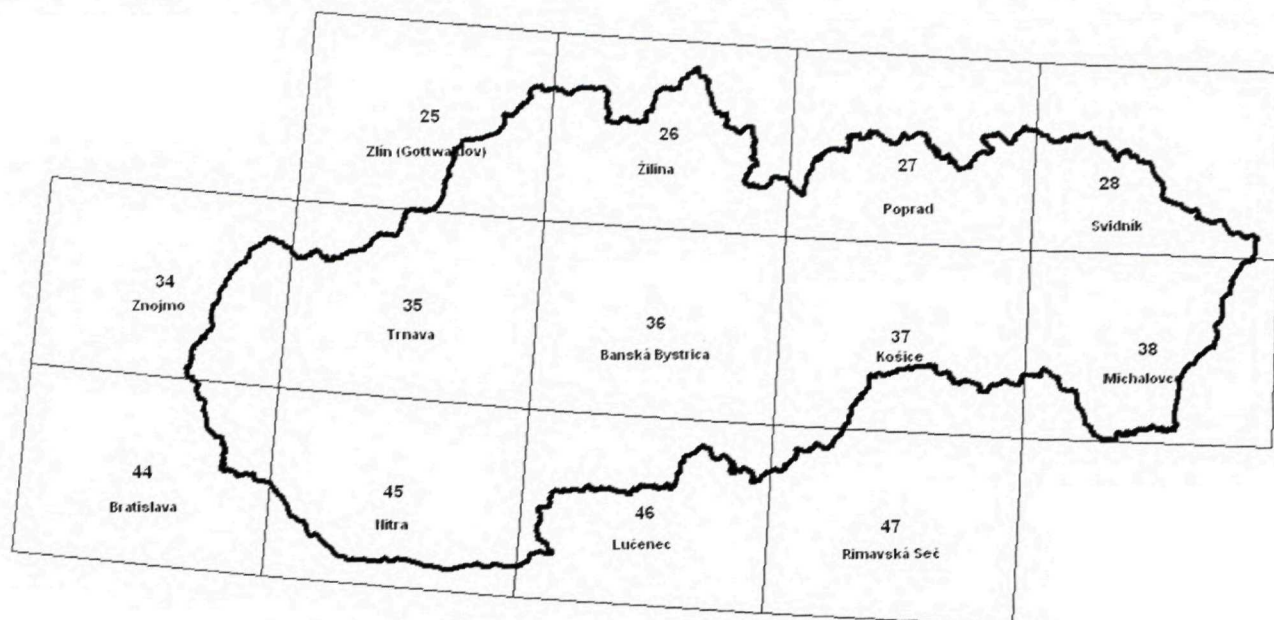 25
Zlín (Gottwaldov)
26
Žilina
27
Poprad
28
Svidník
34
Znojmo
35
Trnava
36
Banská Bystrica
37
Košice
38
Michalovce
44
Bratislava
45
Nitra
46
Lučenec
47
Rimavská Seč